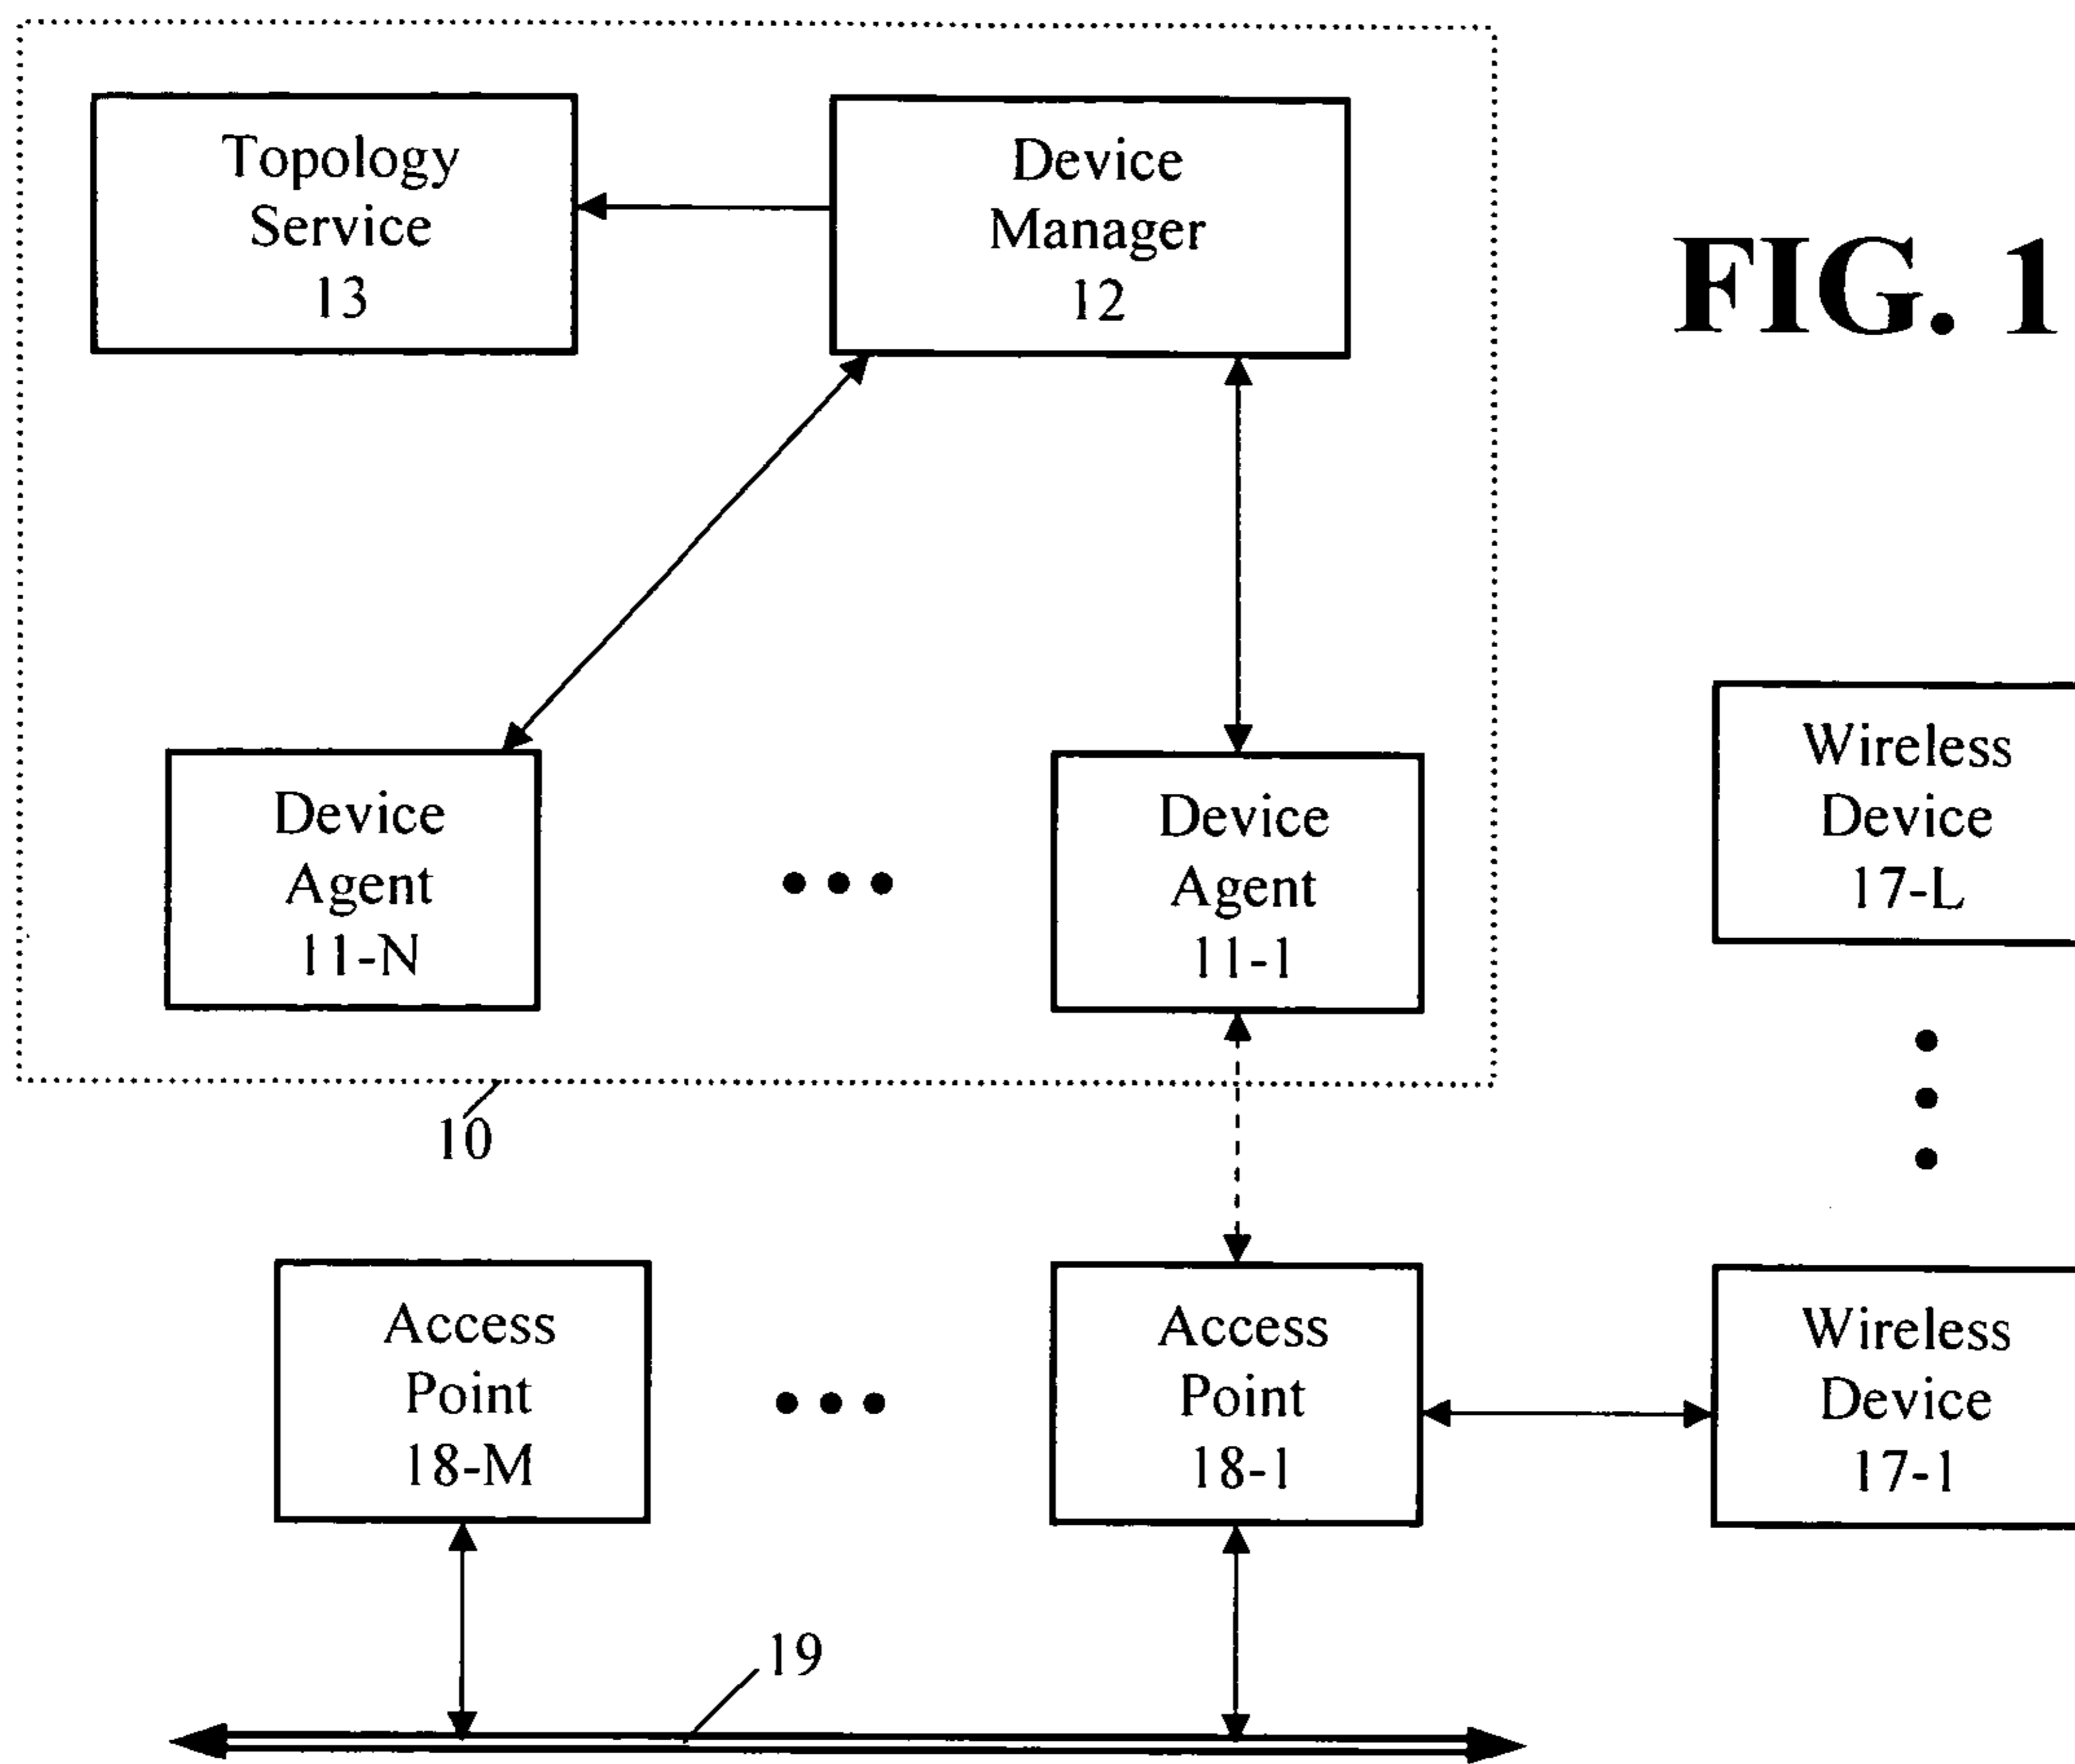 Topology
Service
13
Device
Manager
12
FIG. 1
Device
Agent
11-N
Device
Agent
11-1
Wireless
Device
17-L
10
Access
Point
18-M
Access
Point
18-1
Wireless
Device
17-1
19